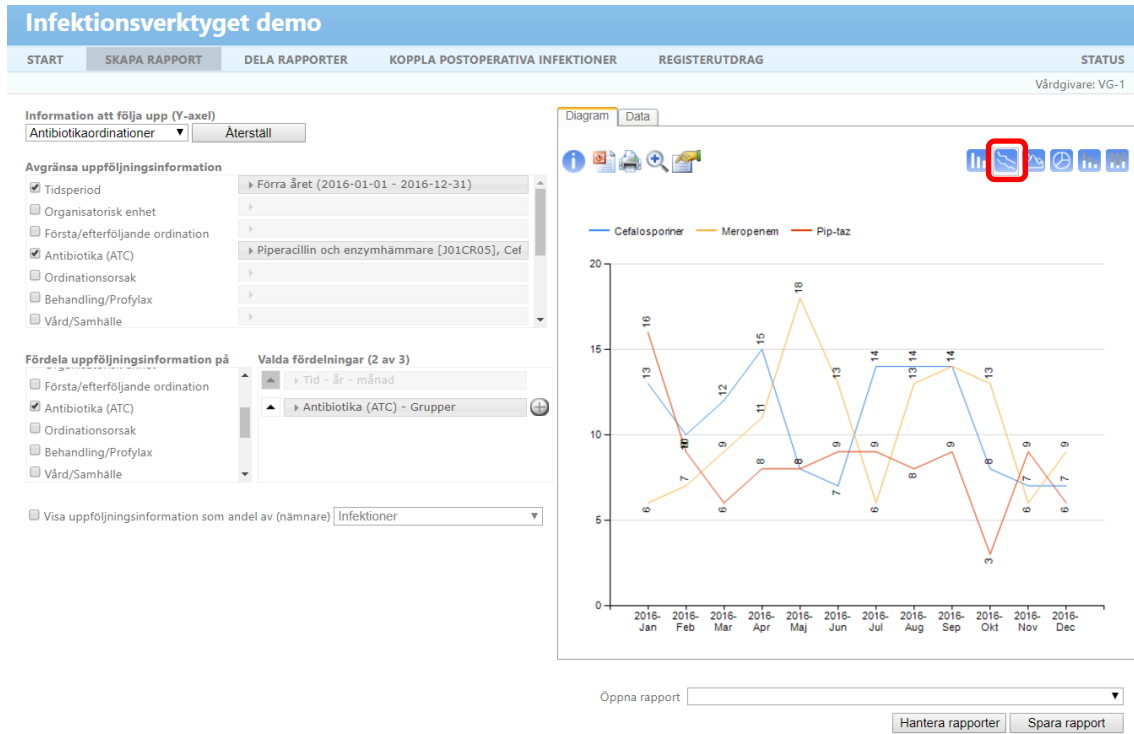 Infektionsverktyget demo
START SKAPA RAPPORT DELA RAPPORTER KOPPLA POSTOPERATIVA INFEKTIONER REGISTERUTDRAG STATUS
Vårdgivare: VG-1
Information att följa upp (Y-axel)
Antibiotikaordinationer Återställ
Avgränsa uppföljningsinformation
Tidsperiod Förra året (2016-01-01 - 2016-12-31)
Organisatorisk enhet
Första/efterföljande ordination
Antibiotika (ATC) Piperacillin och enzymhämmare [J01CR05], Cef
Ordinationsorsak
Behandling/Profylax
Vård/Samhälle
Fördela uppföljningsinformation på Valda fördelningar (2 av 3)
Tid - år - månad
Första/efterföljande ordination
Antibiotika (ATC) Antibiotika (ATC) - Grupper
Ordinationsorsak
Behandling/Profylax
Vård/Samhälle
Visa uppföljningsinformation som andel av (nämnare) Infektioner
Diagram Data
Cefalosporiner Meropenem Pip-taz
20
15
10
5
0
13 10 12 15 8 7 14 14 14 8 7 7
6 7 9 11 18 13 6 13 14 13 6 9
16 9 6 8 8 9 9 8 9 3 9 6
2016-Jan 2016-Feb 2016-Mar 2016-Apr 2016-Maj 2016-Jun 2016-Jul 2016-Aug 2016-Sep 2016-Okt 2016-Nov 2016-Dec
Öppna rapport
Hantera rapporter Spara rapport